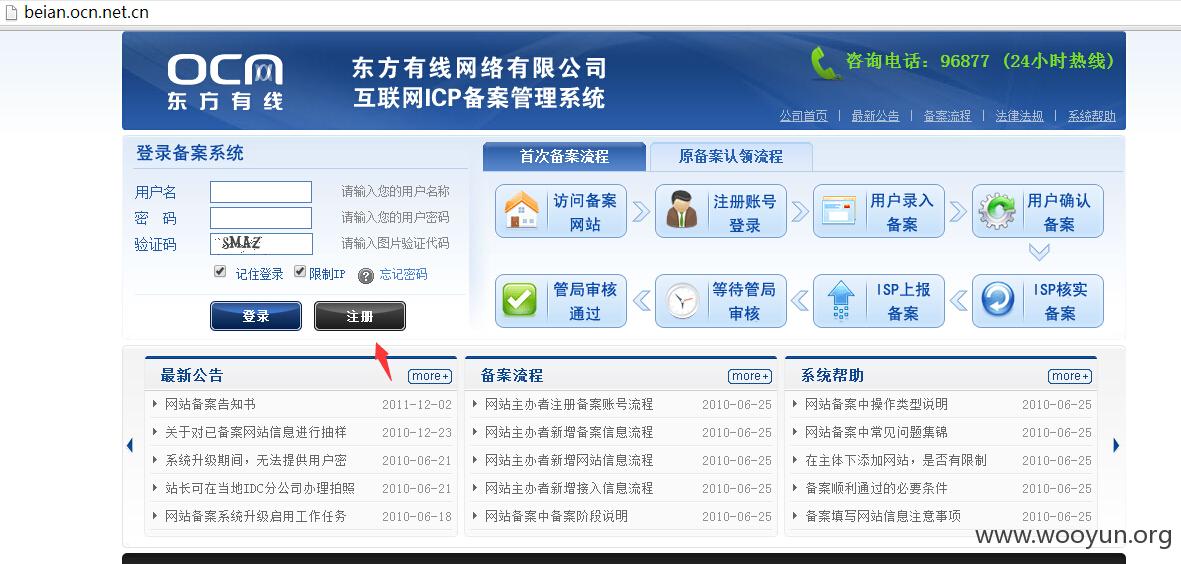 beian.ocn.net.cn
OCN
东方有线
东方有线网络有限公司
互联网ICP备案管理系统
咨询电话：96877（24小时热线）
公司首页 | 最新公告 | 备案流程 | 法律法规 | 系统帮助
登录备案系统
用户名 请输入您的用户名称
密 码 请输入您的用户密码
验证码 8MAZ 请输入图片验证代码
记住登录 限制IP ? 忘记密码
登录 注册
首次备案流程 原备案认领流程
访问备案
网站
注册账号
登录
用户录入
备案
用户确认
备案
管局审核
通过
等待管局
审核
ISP上报
备案
ISP核实
备案
最新公告 more+
网站备案告知书 2011-12-02
关于对已备案网站信息进行抽样 2010-12-23
系统升级期间，无法提供用户密 2010-06-21
站长可在当地IDC分公司办理拍照 2010-06-21
网站备案系统升级启用工作任务 2010-06-18
备案流程 more+
网站主办者注册备案账号流程 2010-06-25
网站主办者新增备案信息流程 2010-06-25
网站主办者新增网站信息流程 2010-06-25
网站主办者新增接入信息流程 2010-06-25
网站备案中备案阶段说明 2010-06-25
系统帮助 more+
网站备案中操作类型说明 2010-06-25
网站备案中常见问题集锦 2010-06-25
在主体下添加网站，是否有限制 2010-06-25
备案顺利通过的必要条件 2010-06-25
备案填写网站信息注意事项 2010-06-25
www.wooyun.org